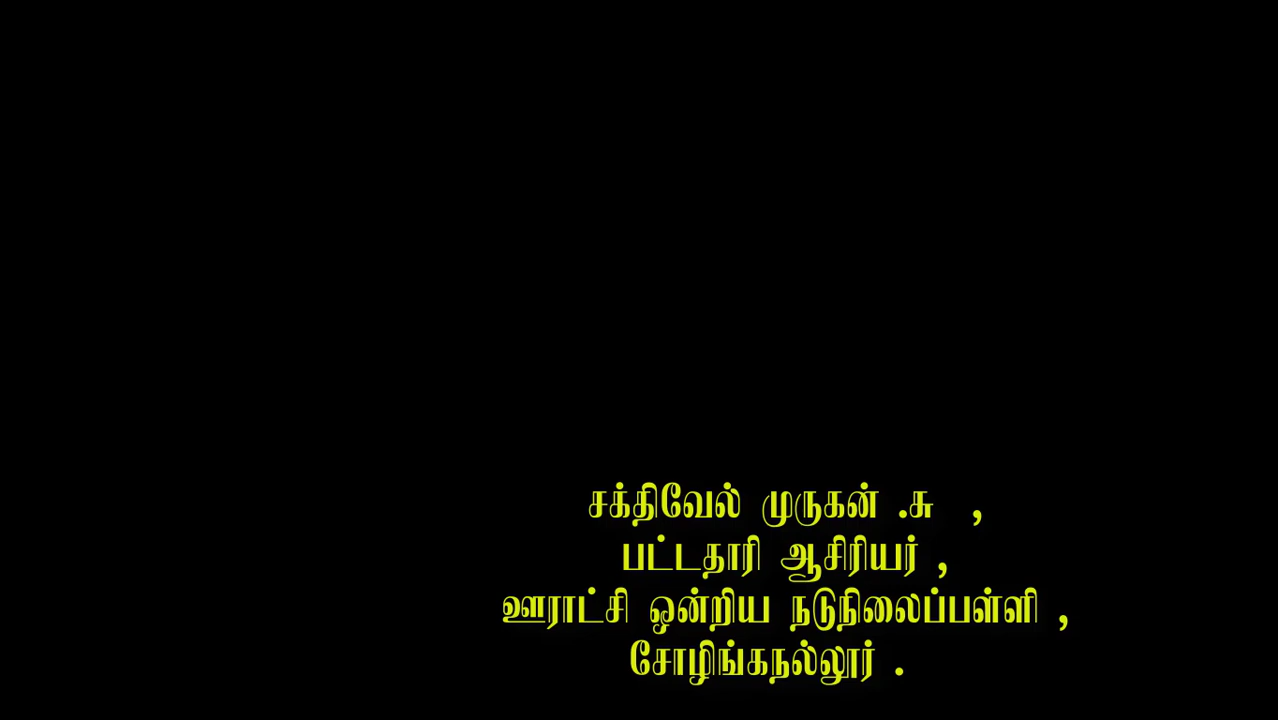 சக்திவேல் முருகன் .சு ,
பட்டதாரி ஆசிரியர் ,
ஊராட்சி ஒன்றிய நடுநிலைப்பள்ளி ,
சோழிங்கநல்லூர் .